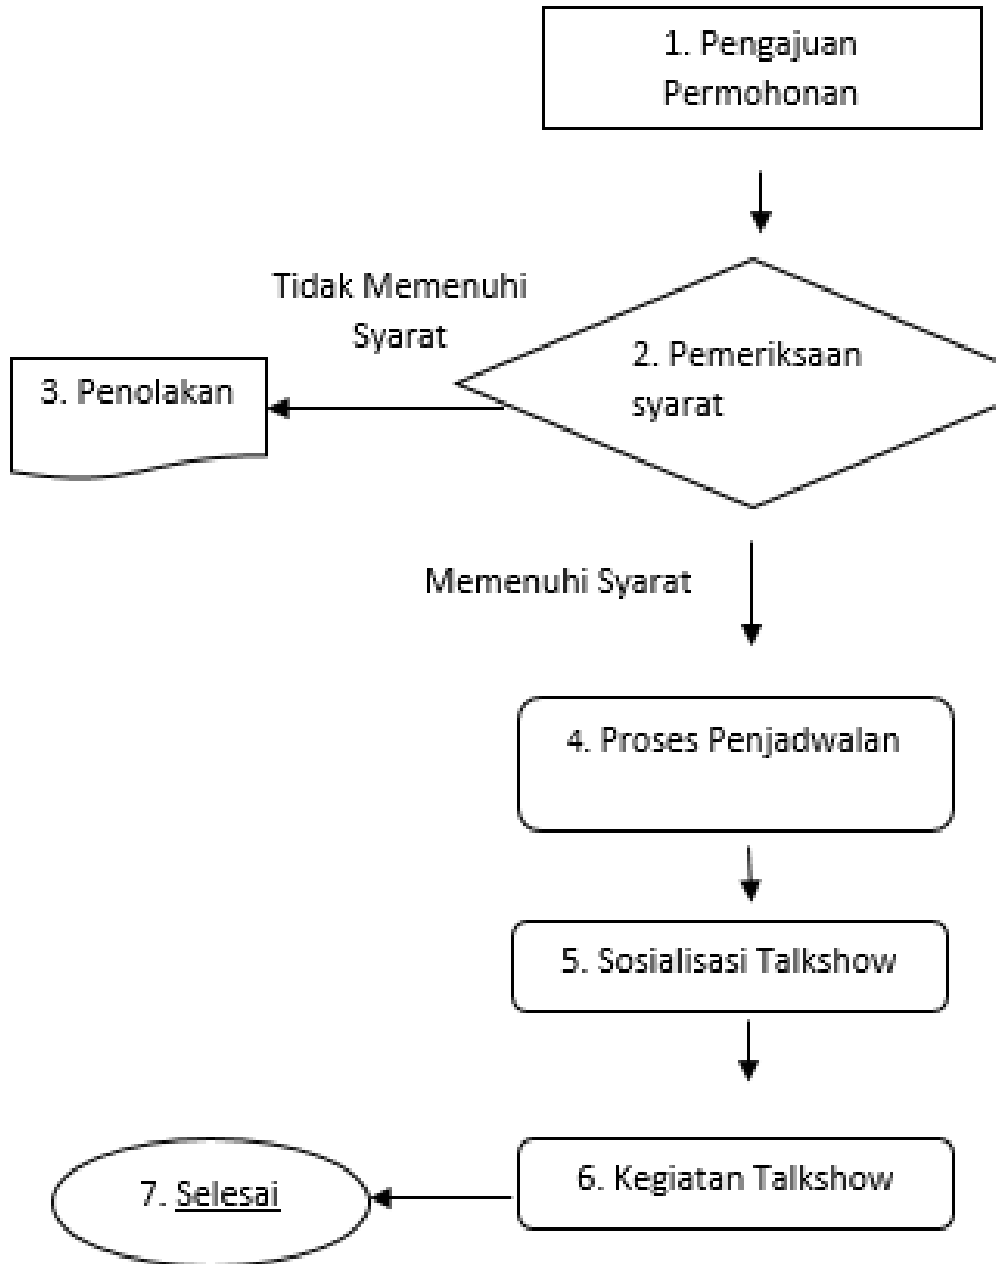 1. Pengajuan
Permohonan
Tidak Memenuhi
Syarat
2. Pemeriksaan
syarat
3. Penolakan
Memenuhi Syarat
4. Proses Penjadwalan
5. Sosialisasi Talkshow
6. Kegiatan Talkshow
7. Selesai